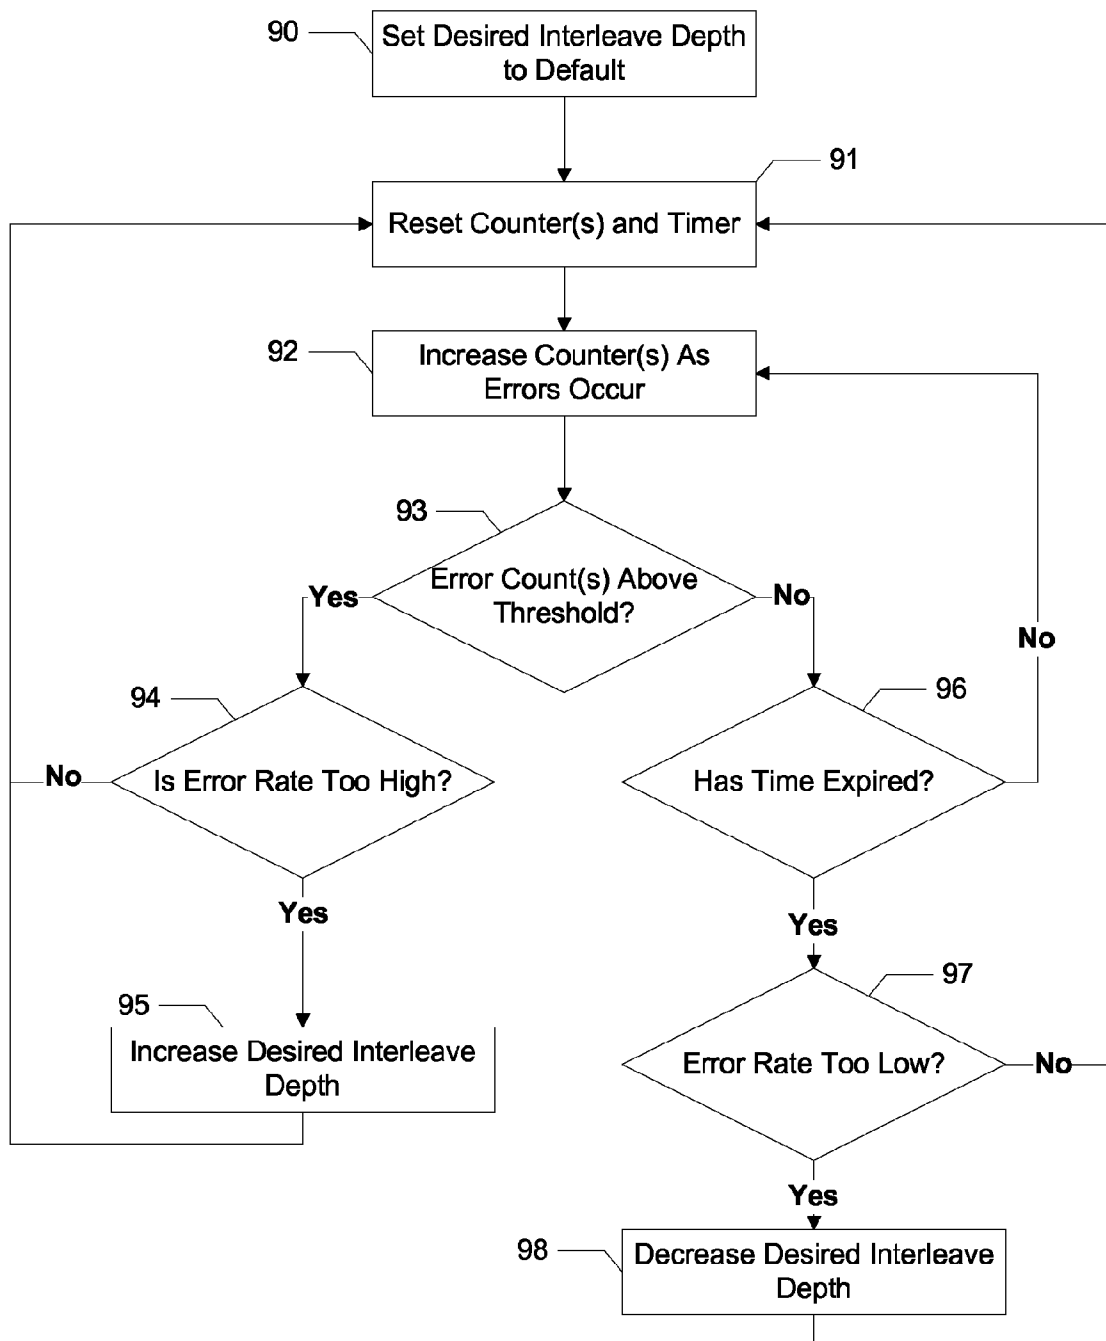 90
Set Desired Interleave Depth
to Default
91
Reset Counter(s) and Timer
92
Increase Counter(s) As
Errors Occur
93
Error Count(s) Above
Threshold?
Yes
No
No
94
Is Error Rate Too High?
No
Yes
96
Has Time Expired?
Yes
95
Increase Desired Interleave
Depth
97
Error Rate Too Low?
No
Yes
98
Decrease Desired Interleave
Depth